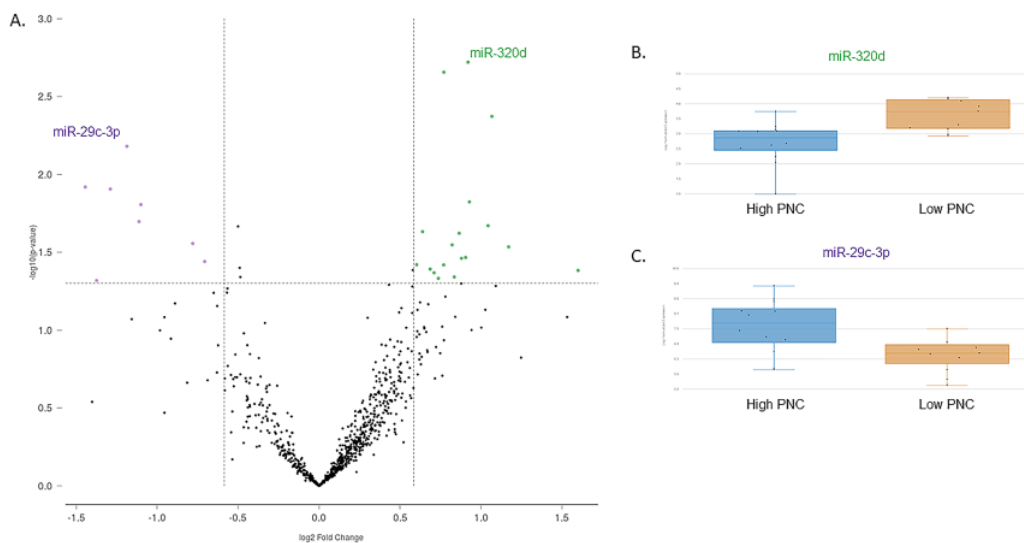 A.
3.0
2.5
2.0
1.5
1.0
0.5
0.0
-log10(p-value)
-1.5
-1.0
-0.5
0.0
0.5
1.0
1.5
log2 Fold Change
miR-320d
miR-29c-3p
B.
miR-320d
High PNC
Low PNC
C.
miR-29c-3p
High PNC
Low PNC